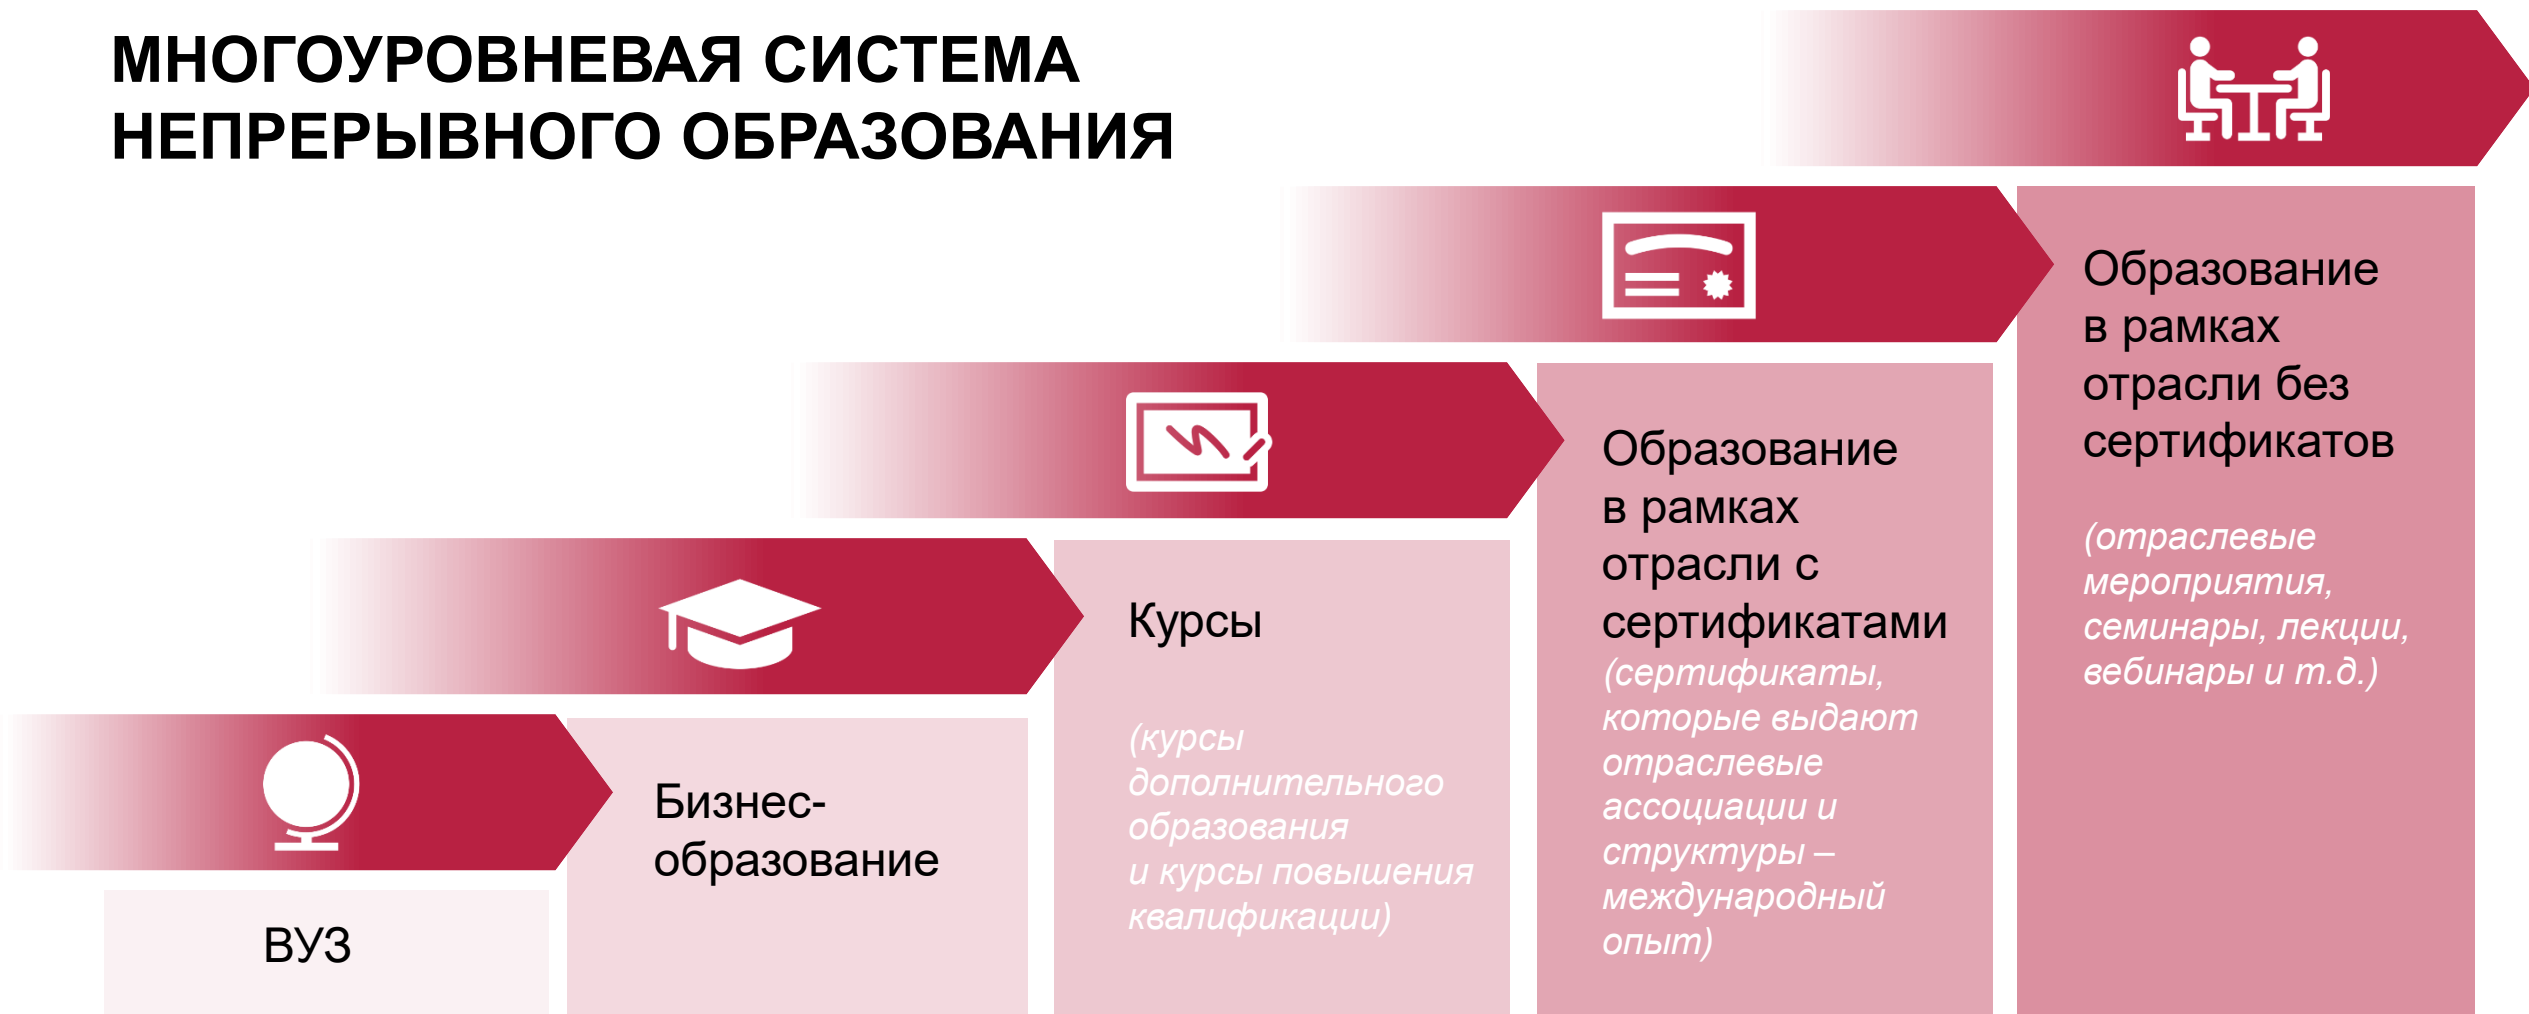 МНОГОУРОВНЕВАЯ СИСТЕМА
НЕПРЕРЫВНОГО ОБРАЗОВАНИЯ
ВУЗ
Бизнес-
образование
Курсы
(курсы
дополнительного
образования
и курсы повышения
квалификации)
Образование
в рамках
отрасли с
сертификатами
(сертификаты,
которые выдают
отраслевые
ассоциации и
структуры –
международный
опыт)
Образование
в рамках
отрасли без
сертификатов
(отраслевые
мероприятия,
семинары, лекции,
вебинары и т.д.)